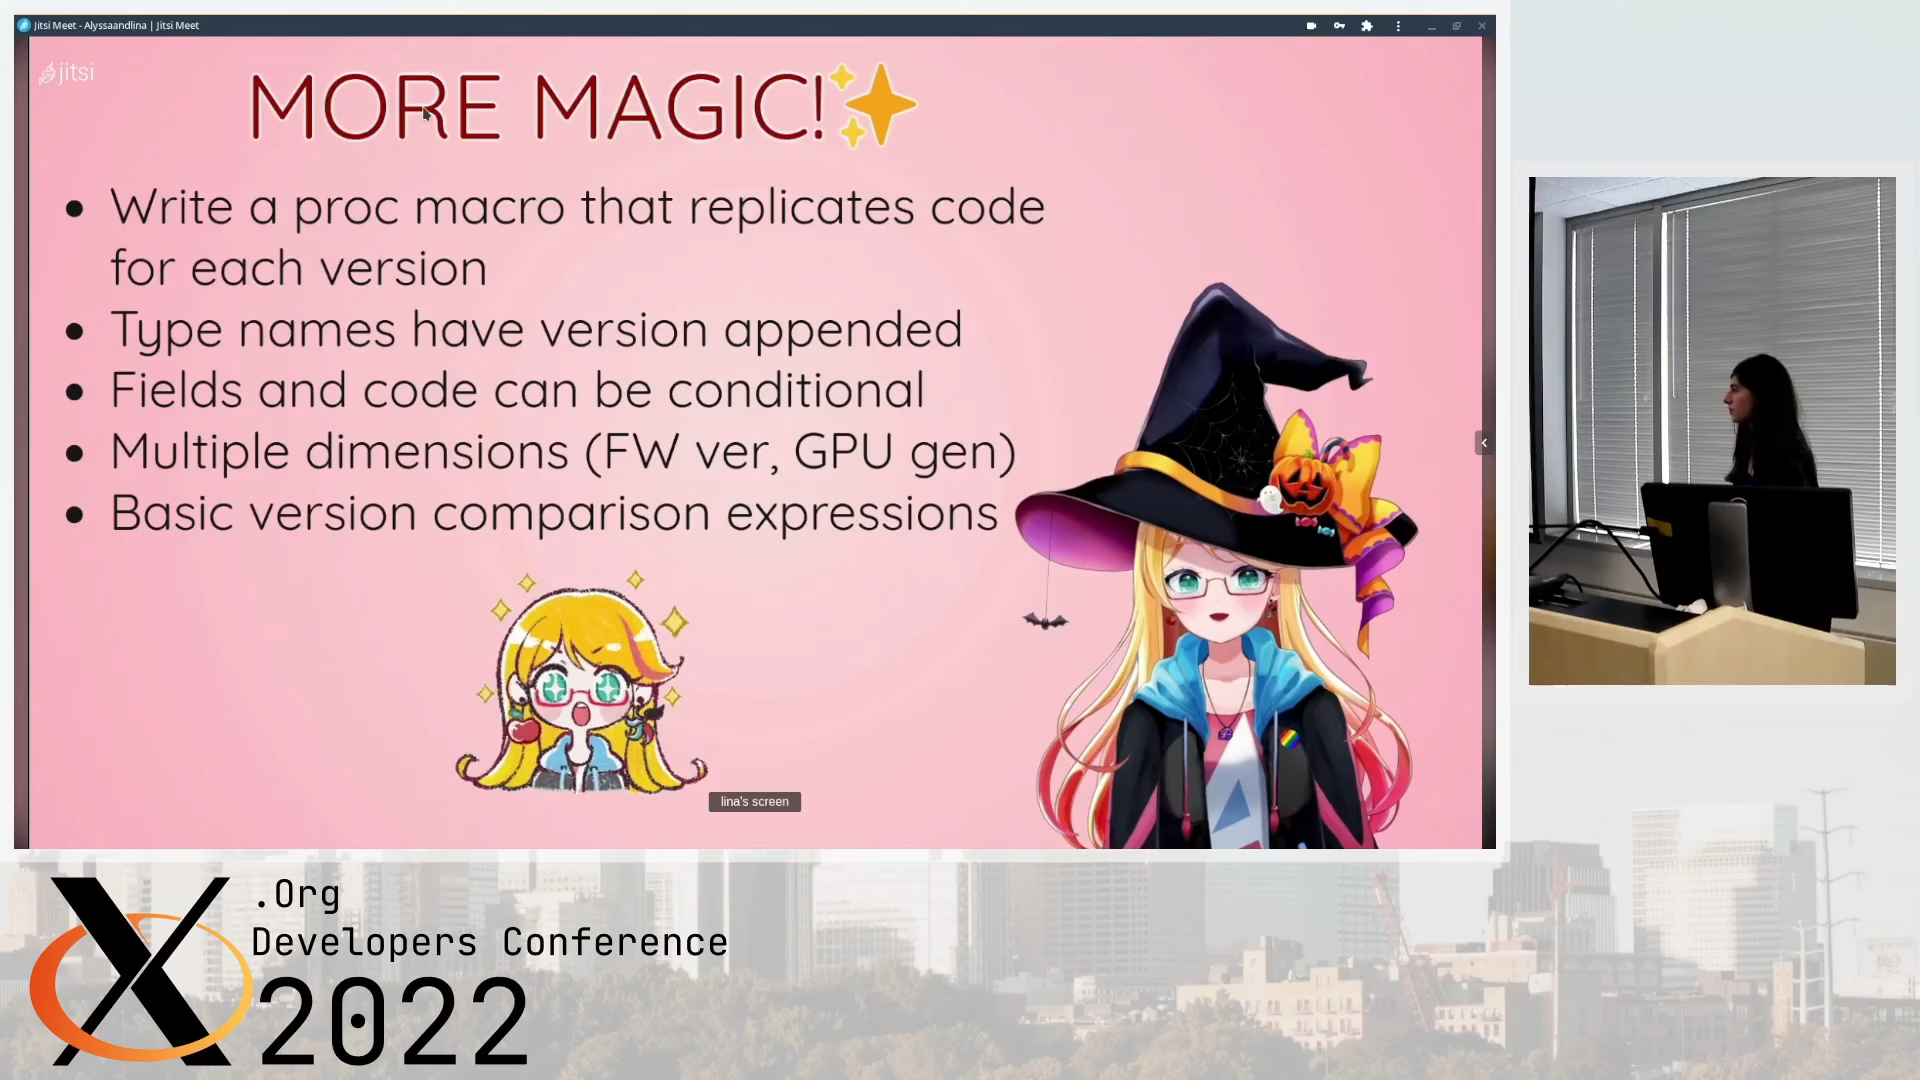 Jitsi Meet - Alyssaandlina | Jitsi Meet
jitsi
MORE MAGIC!
• Write a proc macro that replicates code
for each version
• Type names have version appended
• Fields and code can be conditional
• Multiple dimensions (FW ver, GPU gen)
• Basic version comparison expressions
lina's screen
X
.Org
Developers Conference
2022